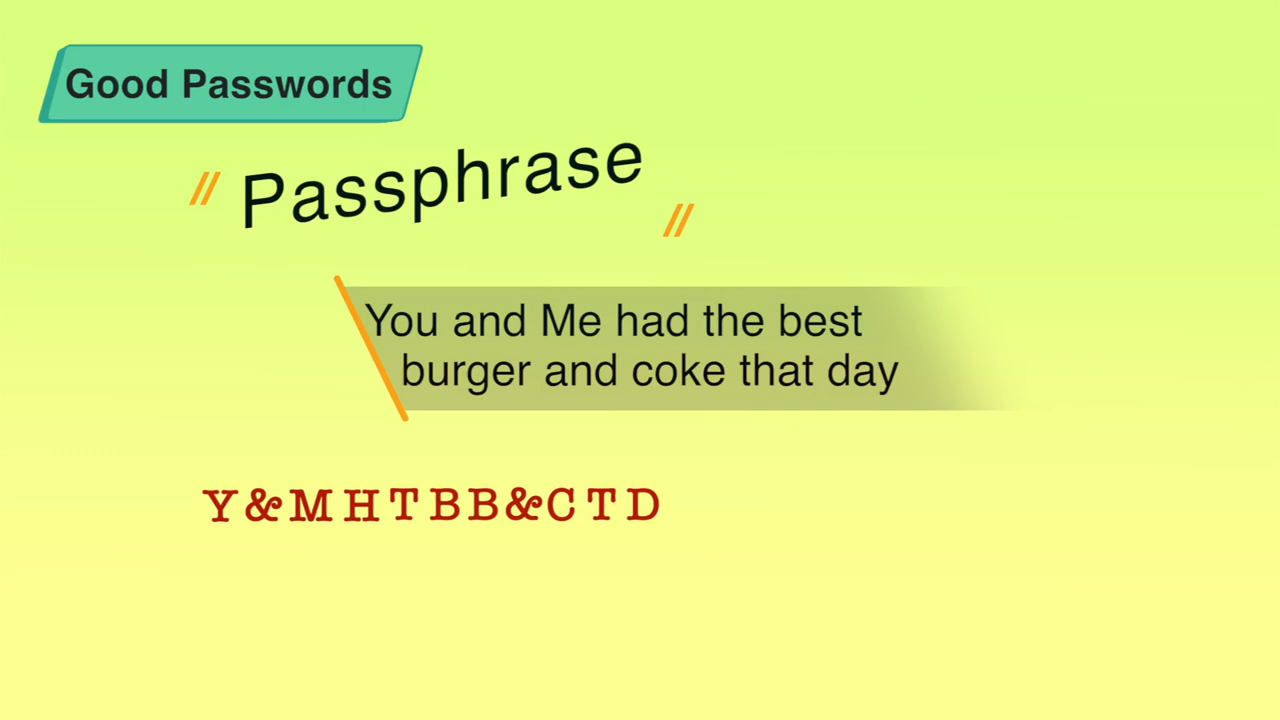 Good Passwords
Passphrase
You and Me had the best
burger and coke that day
Y&MHTBB&CTD